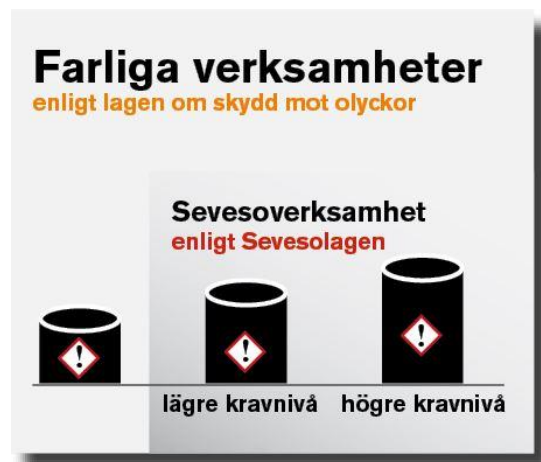 Farliga verksamheter
enligt lagen om skydd mot olyckor
Sevesoverksamhet
enligt Sevesolagen
! ! !
lägre kravnivå högre kravnivå